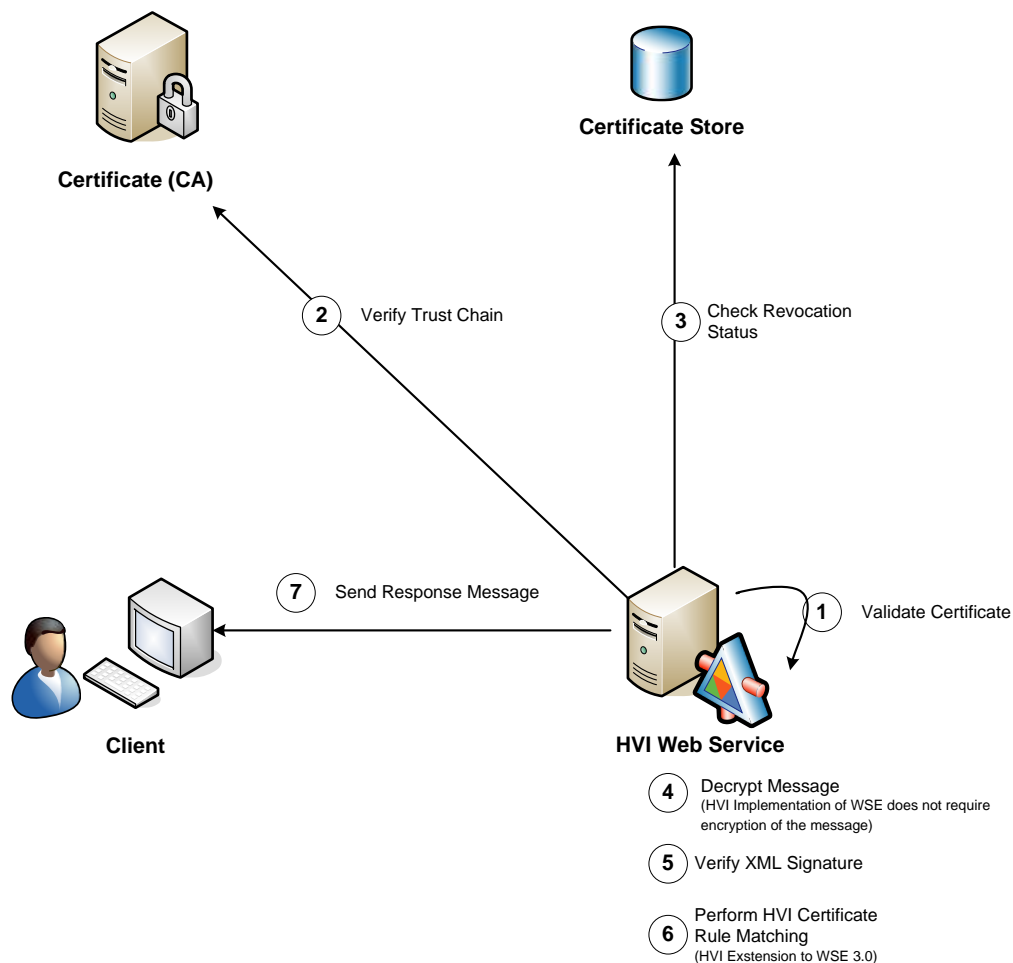 Certificate Store
Certificate (CA)
2
Verify Trust Chain
3
Check Revocation
Status
7
Send Response Message
1
Validate Certificate
Client
HVI Web Service
4
Decrypt Message
(HVI Implementation of WSE does not require
encryption of the message)
5
Verify XML Signature
6
Perform HVI Certificate
Rule Matching
(HVI Exstension to WSE 3.0)